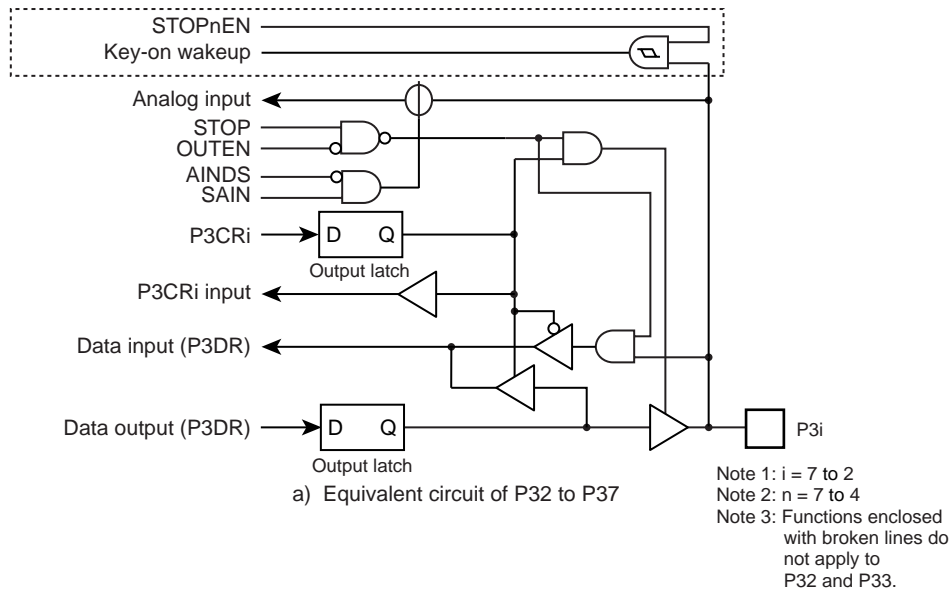 STOPnEN
Key-on wakeup
Analog input
STOP
OUTEN
AINDS
SAIN
P3CRi
D Q
Output latch
P3CRi input
Data input (P3DR)
Data output (P3DR)
D Q
Output latch
P3i
a) Equivalent circuit of P32 to P37
Note 1: i = 7 to 2
Note 2: n = 7 to 4
Note 3: Functions enclosed
with broken lines do
not apply to
P32 and P33.